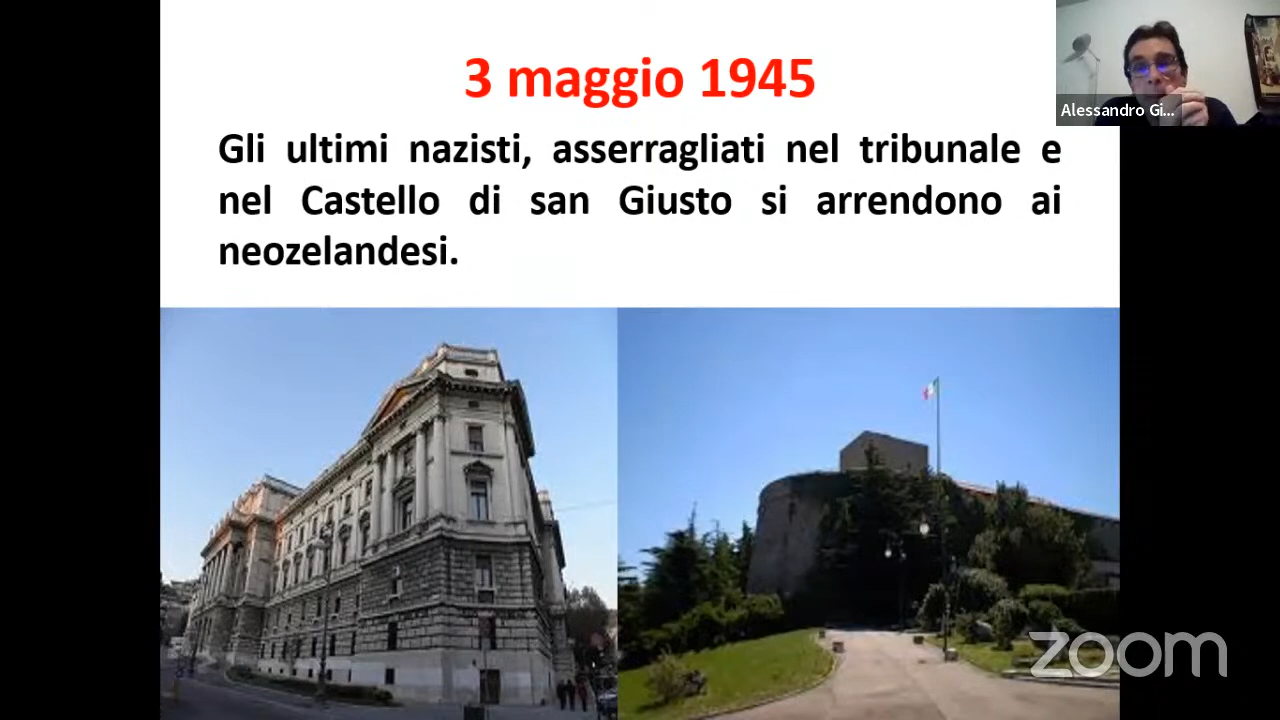 3 maggio 1945
Gli ultimi nazisti, asserragliati nel tribunale e
nel Castello di san Giusto si arrendono ai
neozelandesi.
Alessandro Gi...
zoom